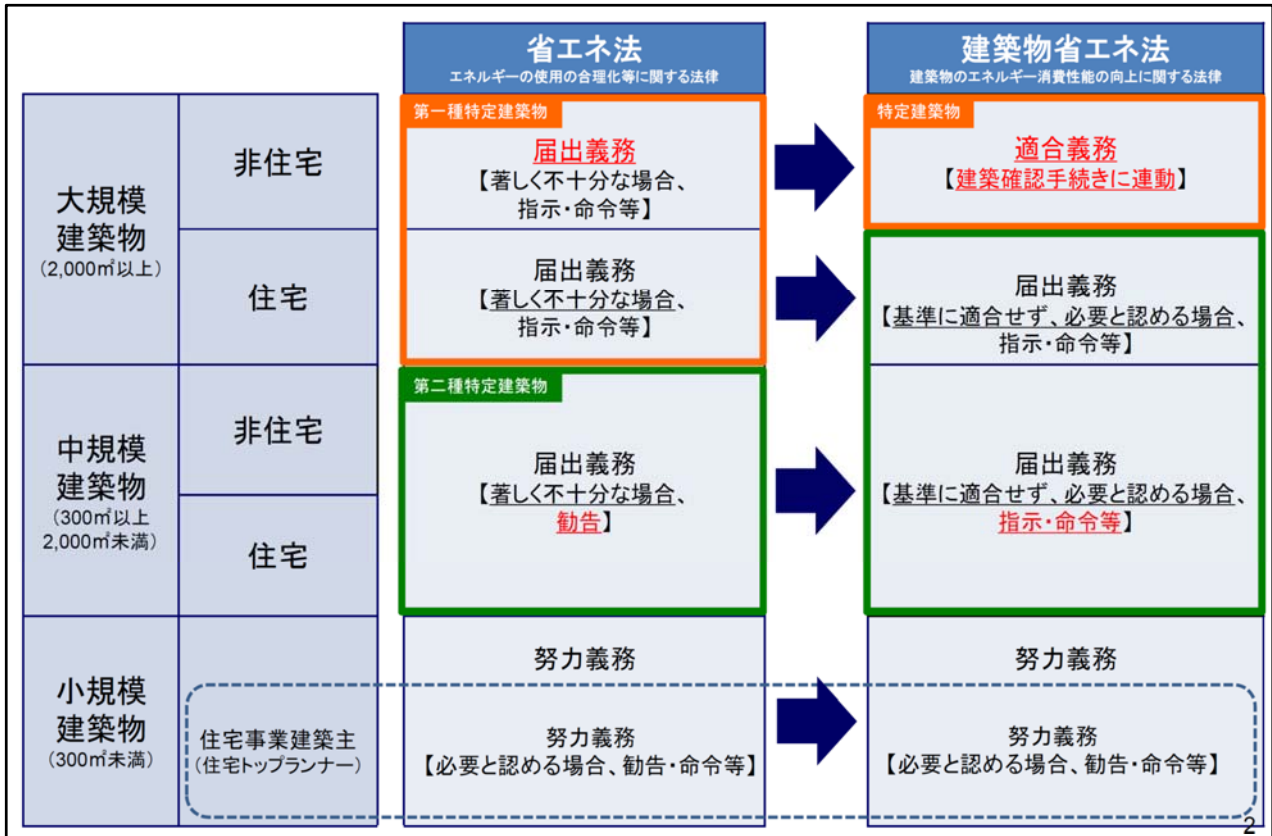 省エネ法
エネルギーの使用の合理化等に関する法律
建築物省エネ法
建築物のエネルギー消費性能の向上に関する法律
大規模
建築物
(2,000㎡以上)
非住宅
第一種特定建築物
届出義務
【著しく不十分な場合、
指示・命令等】
特定建築物
適合義務
【建築確認手続きに連動】
住宅
届出義務
【著しく不十分な場合、
指示・命令等】
届出義務
【基準に適合せず、必要と認める場合、
指示・命令等】
中規模
建築物
(300㎡以上
2,000㎡未満)
非住宅
住宅
第二種特定建築物
届出義務
【著しく不十分な場合、
勧告】
届出義務
【基準に適合せず、必要と認める場合、
指示・命令等】
小規模
建築物
(300㎡未満)
努力義務
努力義務
住宅事業建築主
(住宅トップランナー)
努力義務
【必要と認める場合、勧告・命令等】
努力義務
【必要と認める場合、勧告・命令等】
2